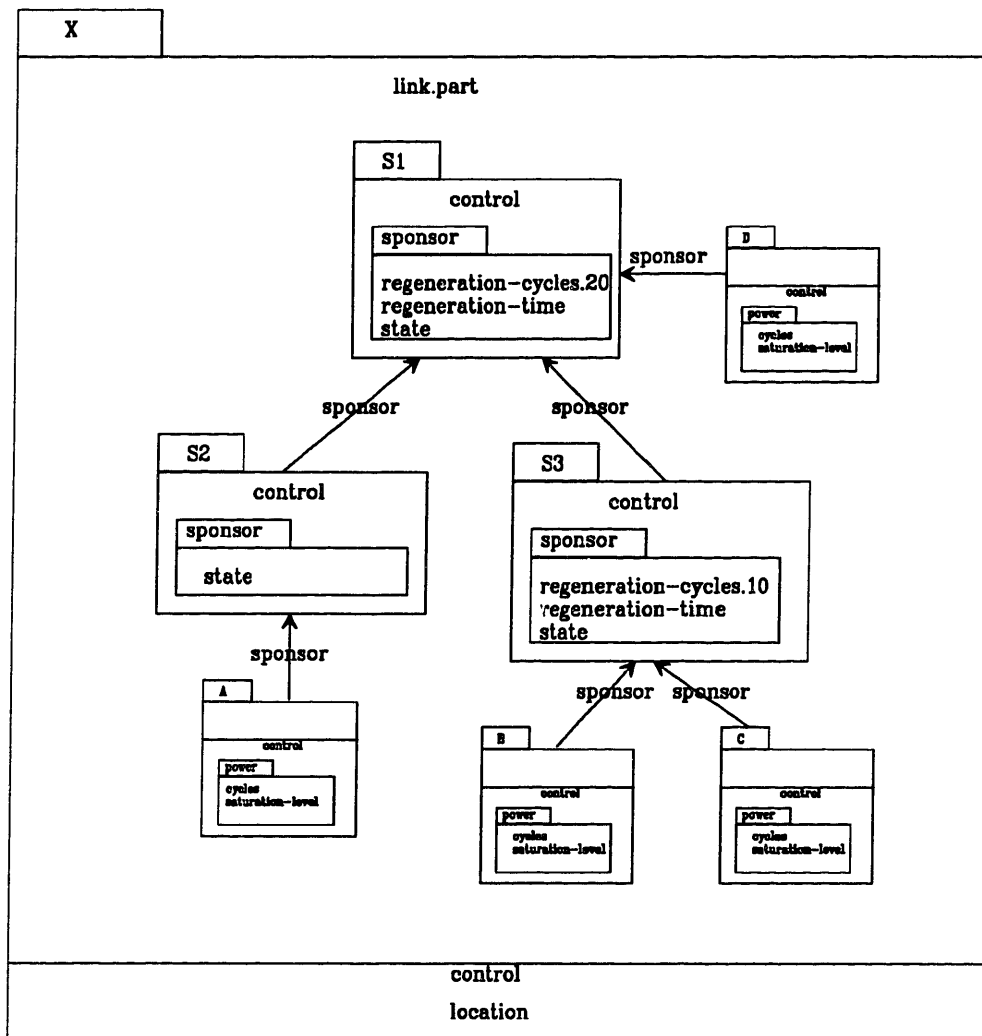 X
link.part
S1
control
sponsor
regeneration-cycles.20
regeneration-time
state
sponsor
D
control
power
cycles
saturation-level
sponsor
sponsor
S2
control
sponsor
state
S3
control
sponsor
regeneration-cycles.10
regeneration-time
state
sponsor
A
control
power
cycles
saturation-level
sponsor
sponsor
B
control
power
cycles
saturation-level
C
control
power
cycles
saturation-level
control
location